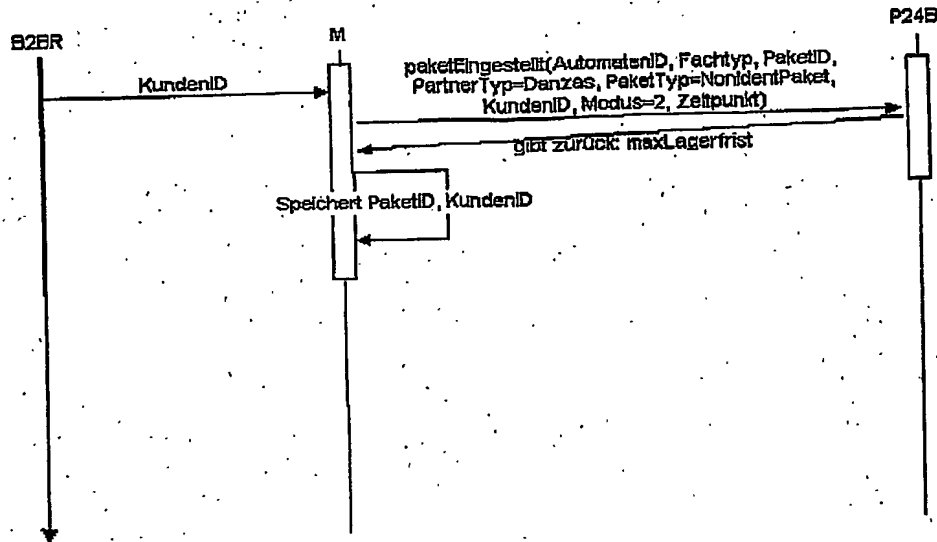 B2BR
M
P24B
KundenID
paketEingestellt(AutomatenID, Fachtyp, PaketID,
PartnerTyp=Danzas, PaketTyp=NonIdentPaket,
KundenID, Modus=2, Zeitpunkt)
gibt zurück: maxLagerfrist
Speichert PaketID, KundenID